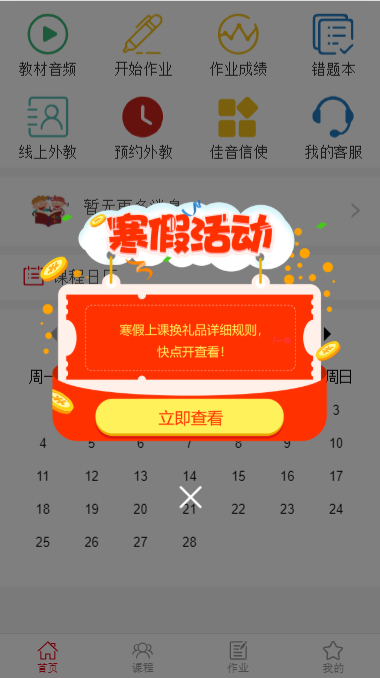 教材音频 开始作业 作业成绩 错题本
线上外教 预约外教 佳音信使 我的客服
暂无更多消息
寒假活动
课程日历
寒假上课换礼品详细规则，
快点开查看！
周一 周日
立即查看
3
4 5 6 7 8 9 10
11 12 13 14 15 16 17
18 19 20 21 22 23 24
25 26 27 28
首页 课程 作业 我的